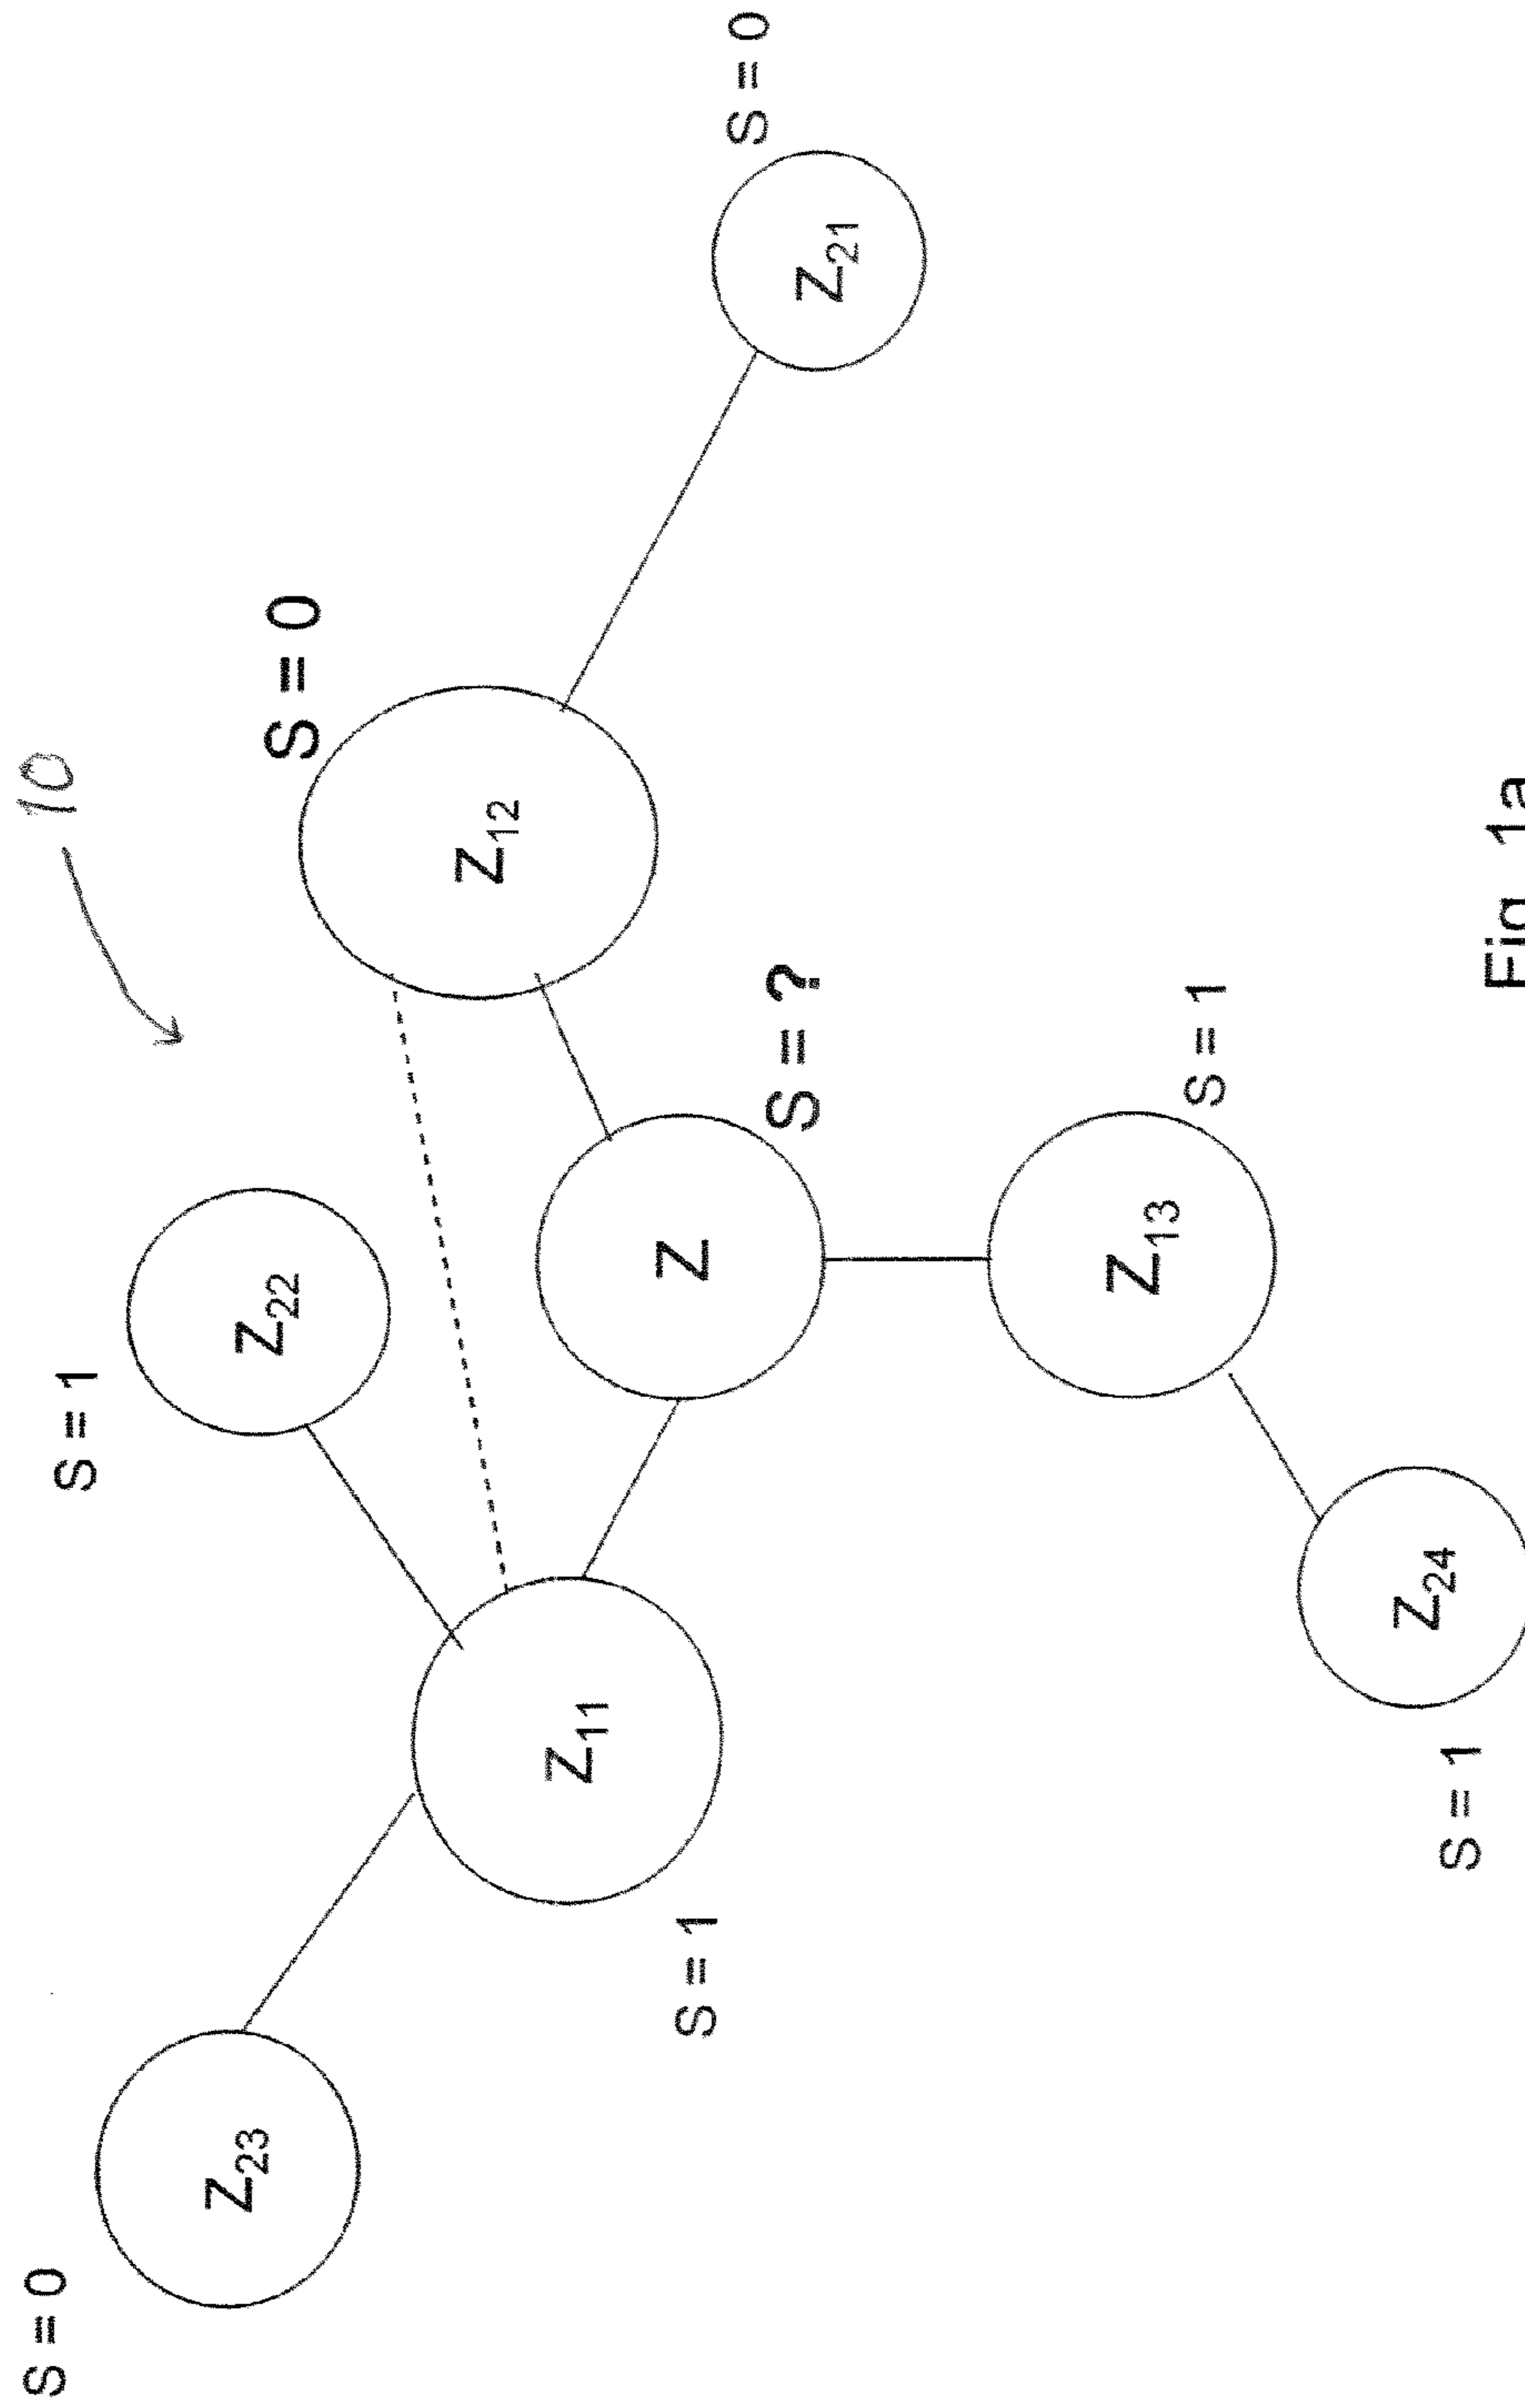 10
S = 0
S = 1
Z23
Z22
S = 0
Z12
Z11
S = 1
Z
S = ?
S = 0
Z21
Z13
S = 1
Z24
S = 1
Fig. 1a